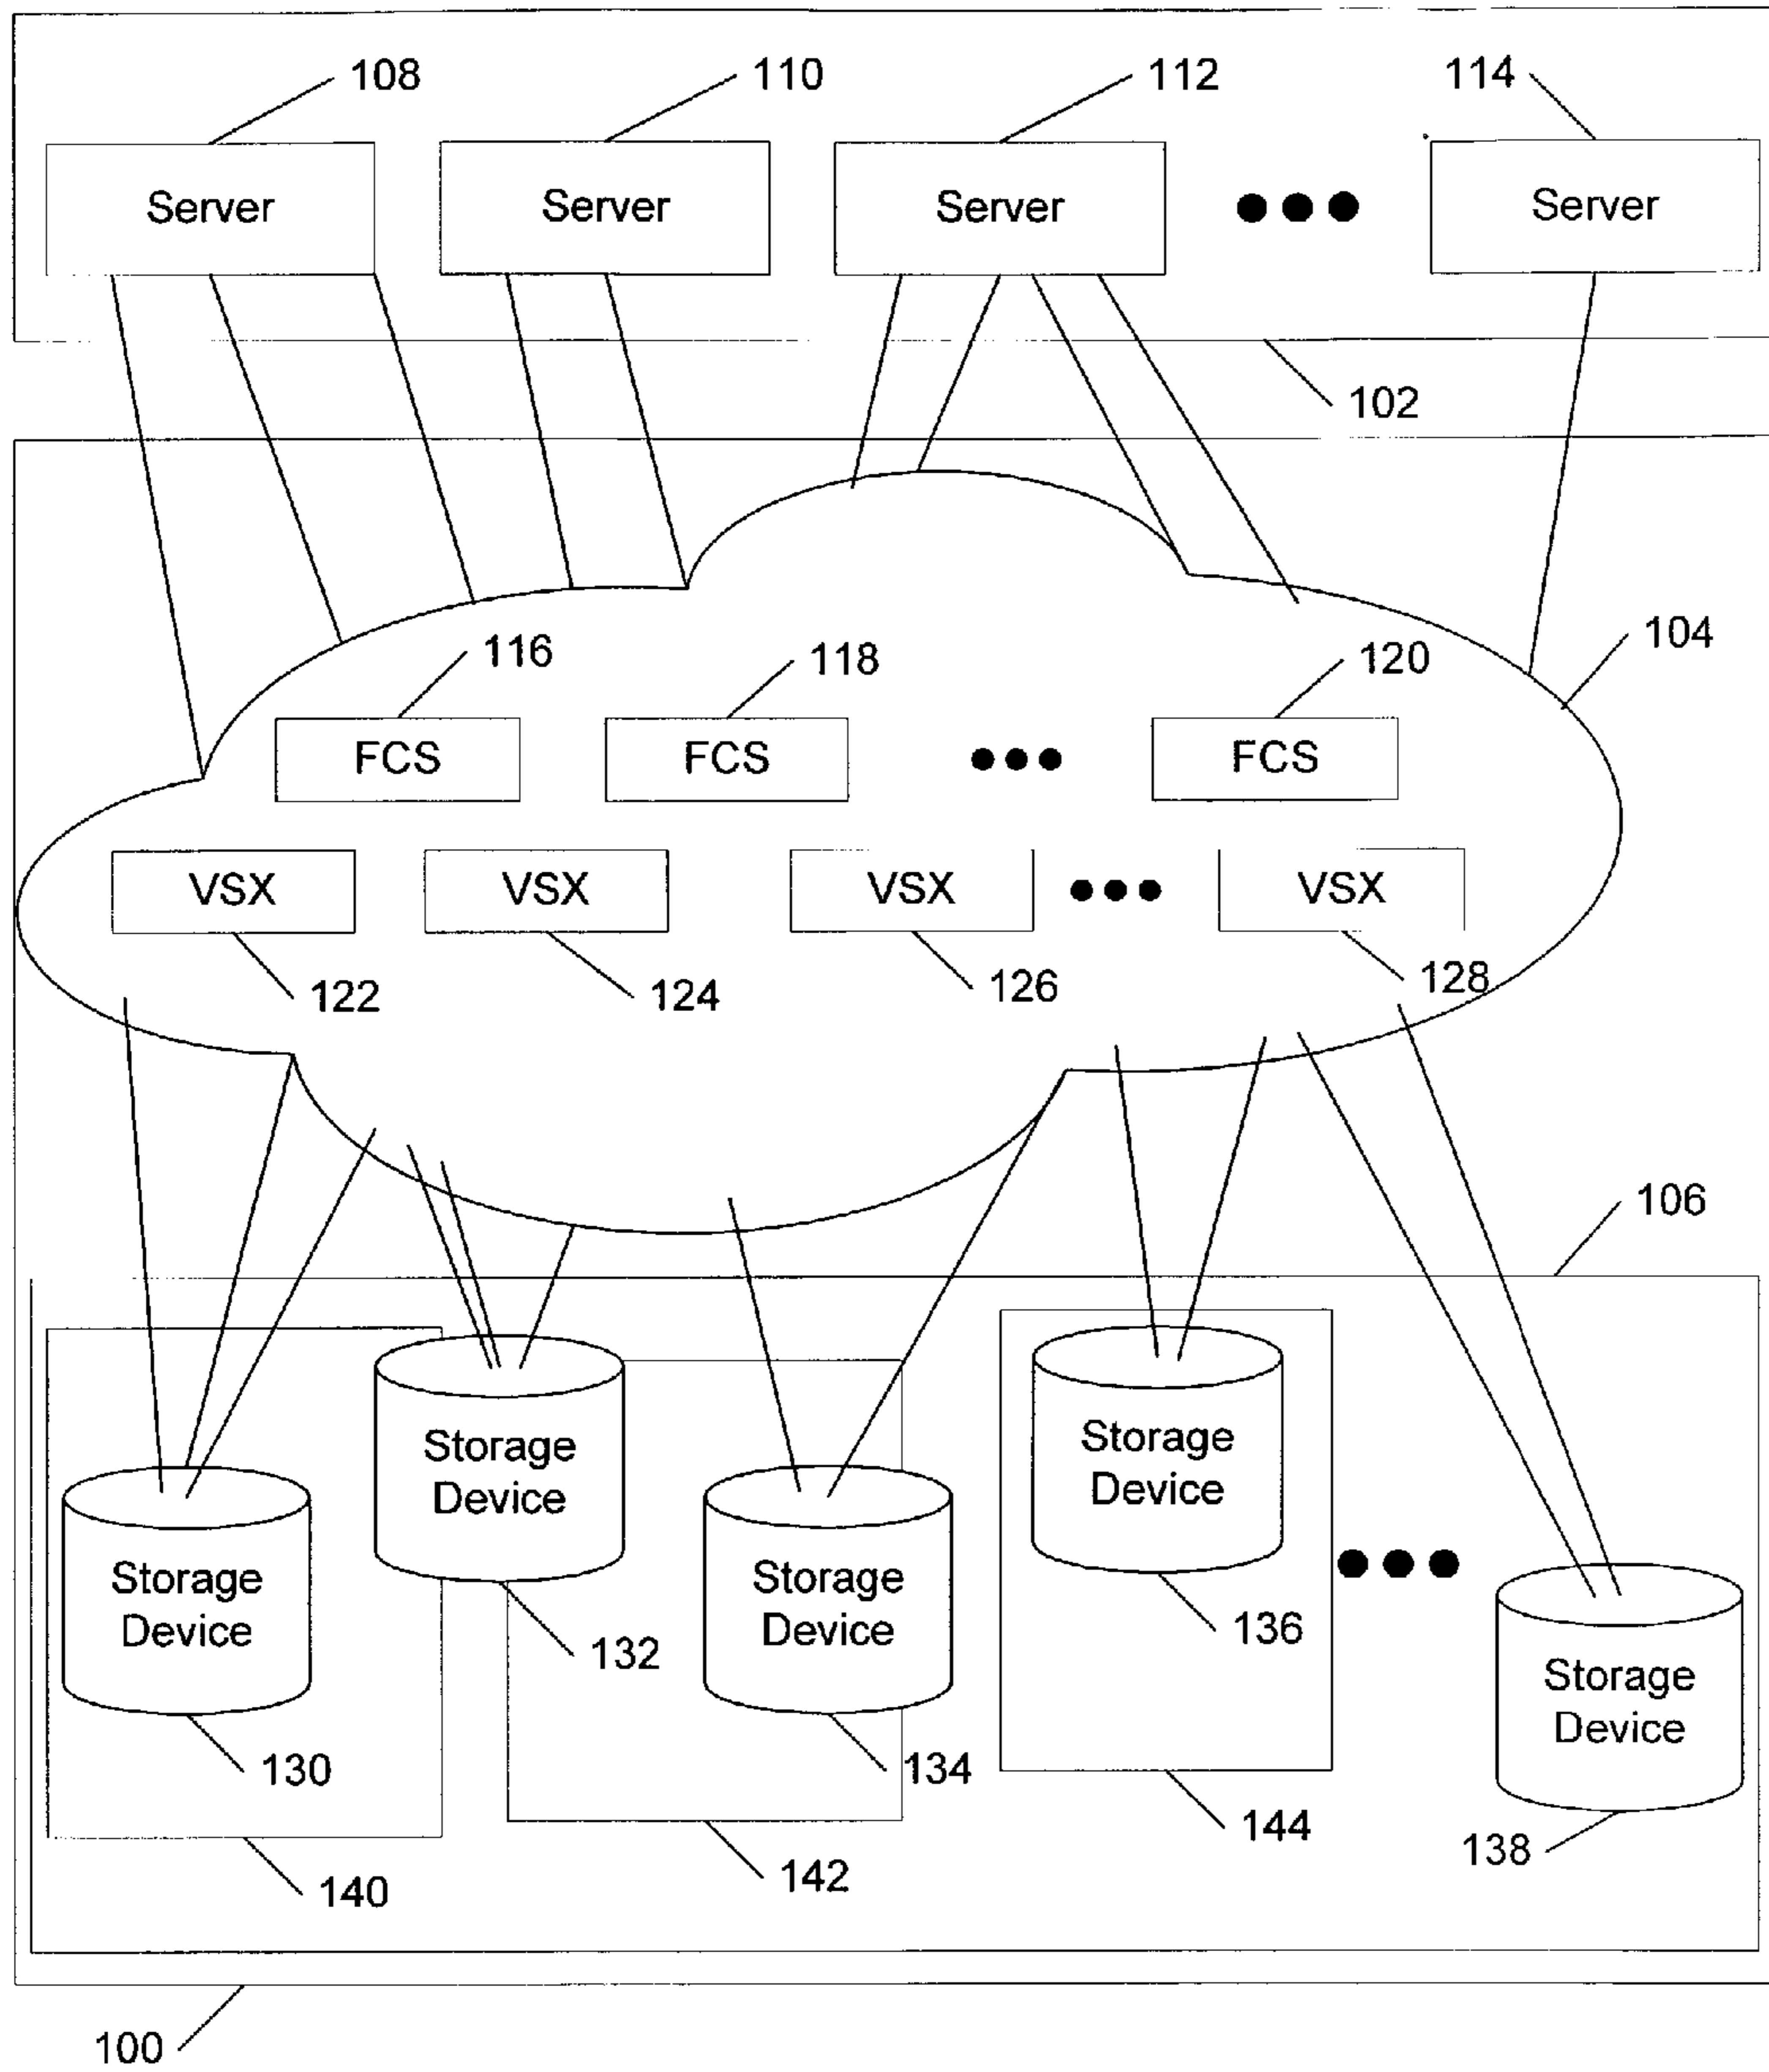 108
110
112
114
Server
Server
Server
Server
102
104
116
118
120
FCS
FCS
FCS
VSX
VSX
VSX
VSX
122
124
126
128
106
Storage
Device
Storage
Device
Storage
Device
Storage
Device
Storage
Device
130
132
134
136
138
140
142
144
100